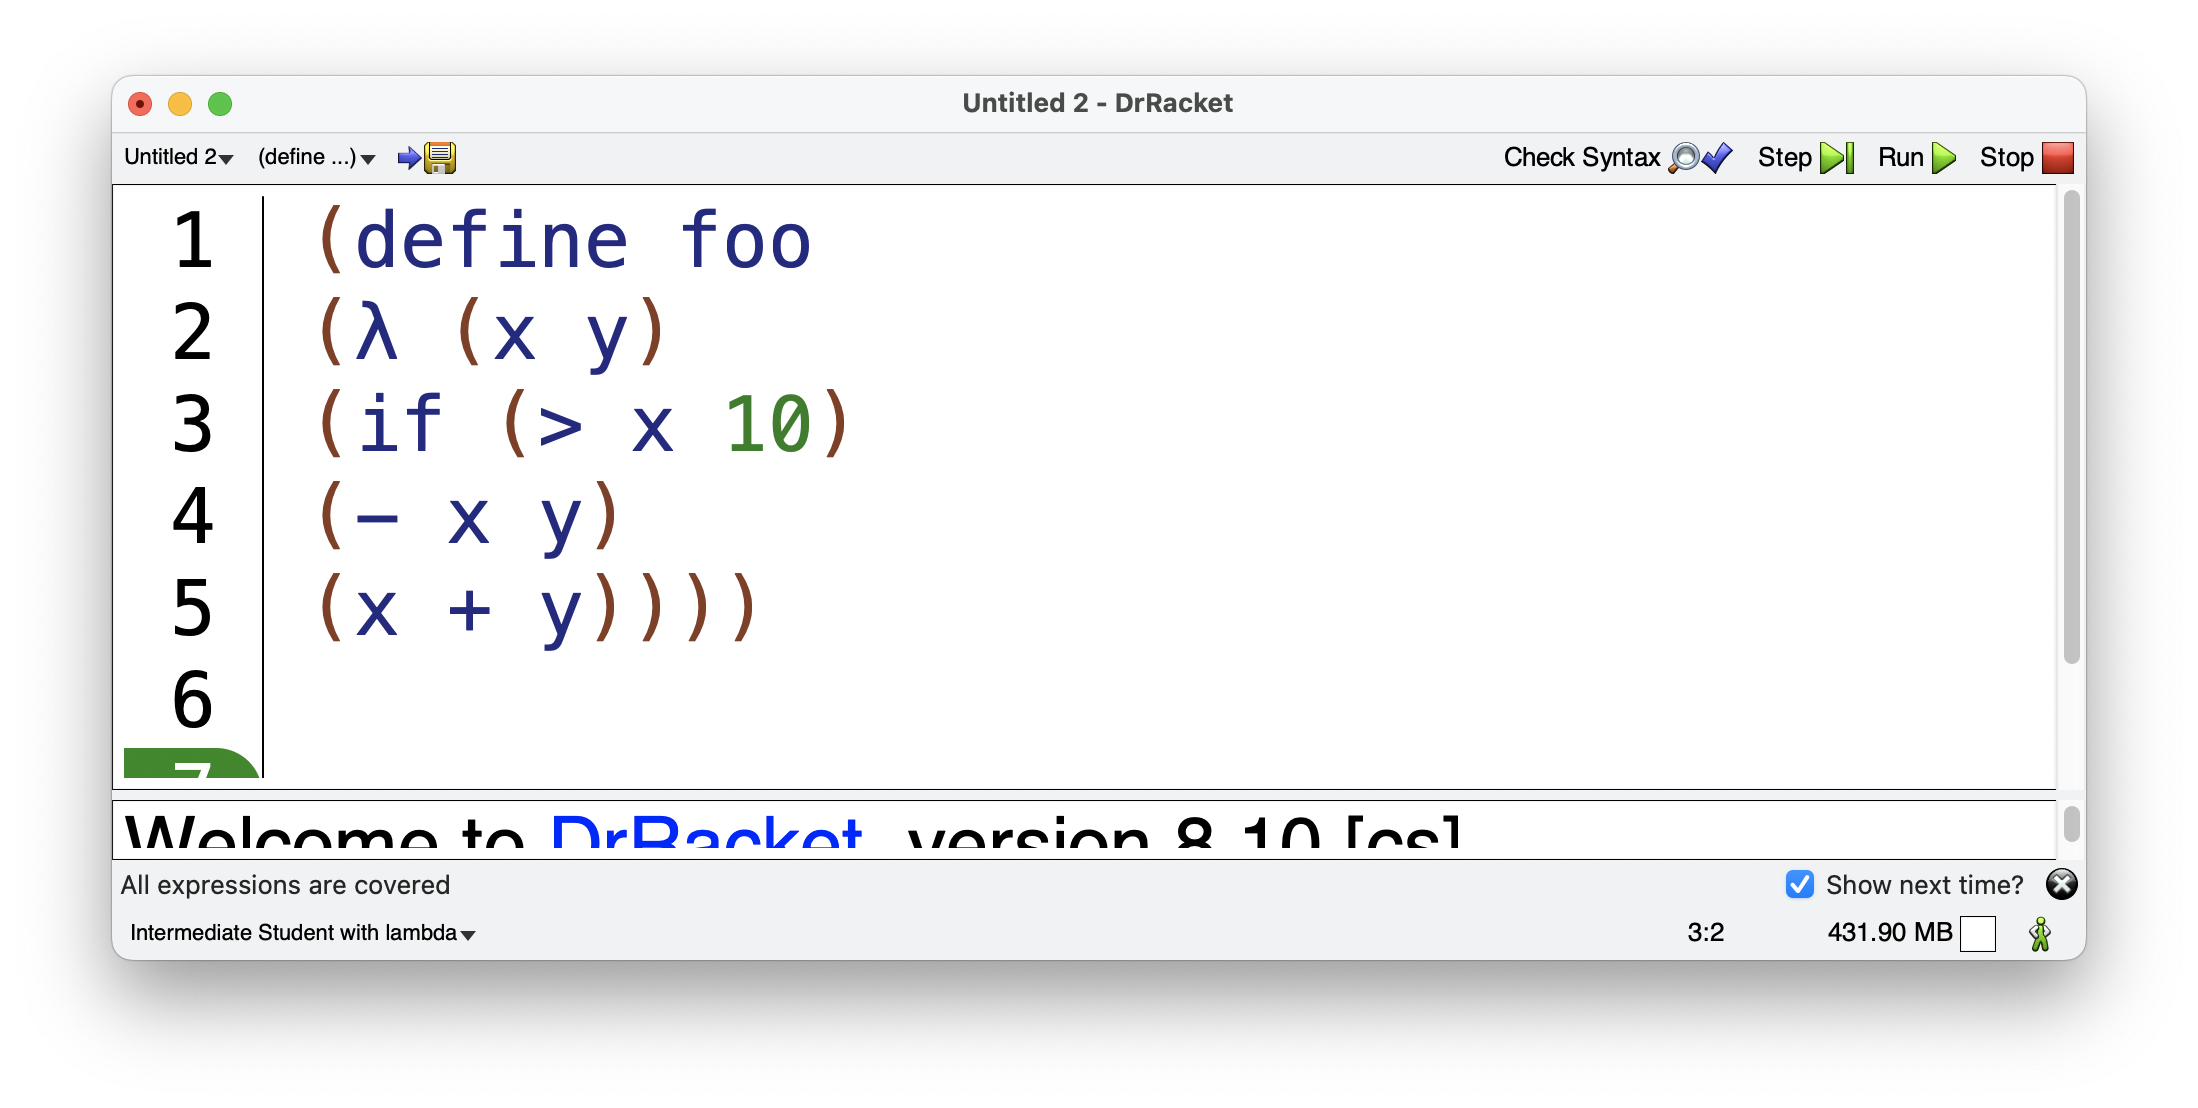 Untitled 2 - DrRacket
Untitled 2 (define ...) Check Syntax Step Run Stop
1 (define foo
2 (λ (x y)
3 (if (> x 10)
4 (- x y)
5 (x + y))))
6
7
Welcome to DrRacket, version 8.10 [cs].
All expressions are covered Show next time?
Intermediate Student with lambda 3:2 431.90 MB